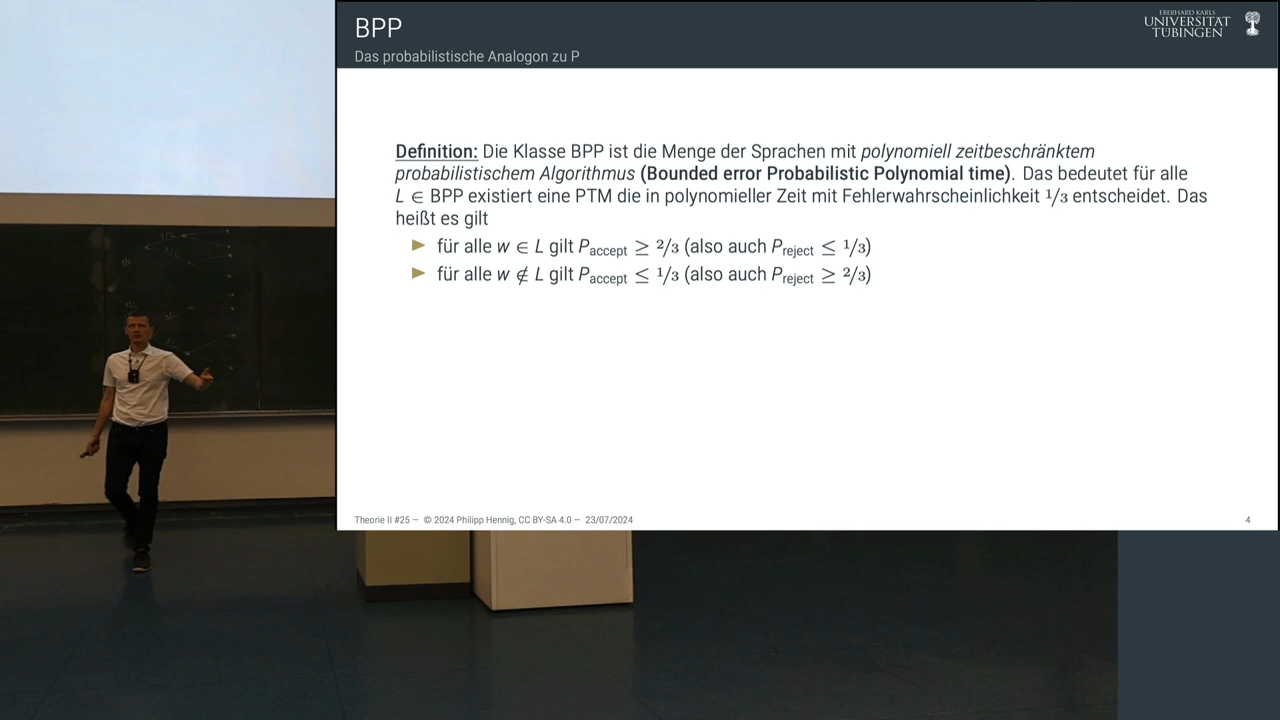 BPP
Das probabilistische Analogon zu P
EBERHARD KARLS
UNIVERSITAT
TUBINGEN
Definition: Die Klasse BPP ist die Menge der Sprachen mit polynomiell zeitbeschränktem
probabilistischem Algorithmus (Bounded error Probabilistic Polynomial time). Das bedeutet für alle
L ∈ BPP existiert eine PTM die in polynomieller Zeit mit Fehlerwahrscheinlichkeit 1/3 entscheidet. Das
heißt es gilt
▶ für alle w ∈ L gilt P_accept ≥ 2/3 (also auch P_reject ≤ 1/3)
▶ für alle w ∉ L gilt P_accept ≤ 1/3 (also auch P_reject ≥ 2/3)
Theorie II #25 — © 2024 Philipp Hennig, CC BY-SA 4.0 — 23/07/2024
4